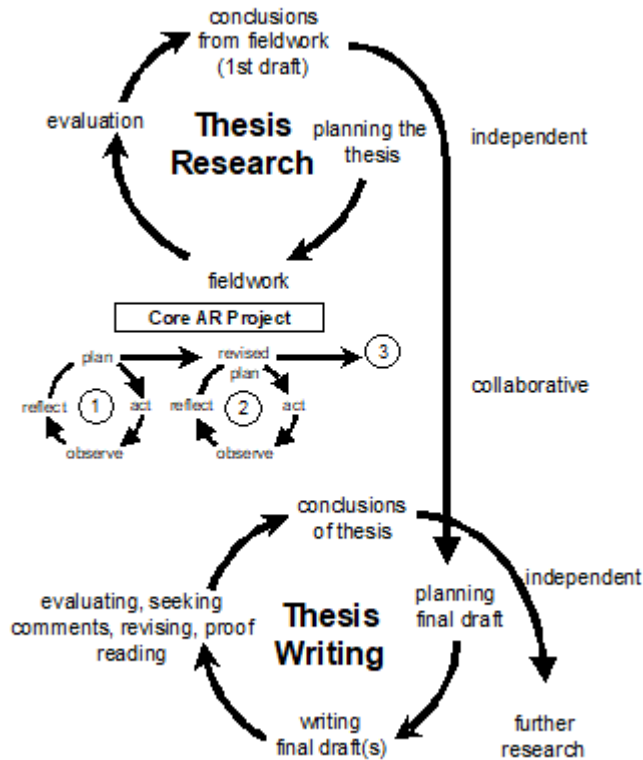 conclusions
from fieldwork
(1st draft)
evaluation
Thesis
Research
planning the
thesis
independent
fieldwork
Core AR Project
plan
revised
plan
3
reflect
1
act
reflect
2
act
collaborative
observe
observe
conclusions
of thesis
independent
evaluating, seeking
comments, revising, proof
reading
Thesis
Writing
planning
final draft
writing
final draft(s)
further
research